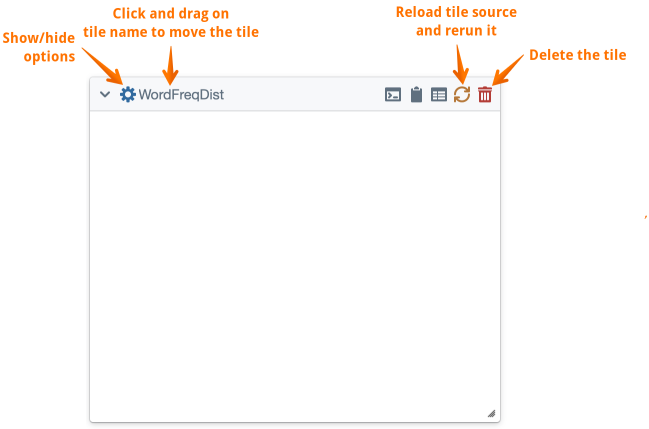 Click and drag on
tile name to move the tile
Reload tile source
and rerun it
Show/hide
options
Delete the tile
WordFreqDist